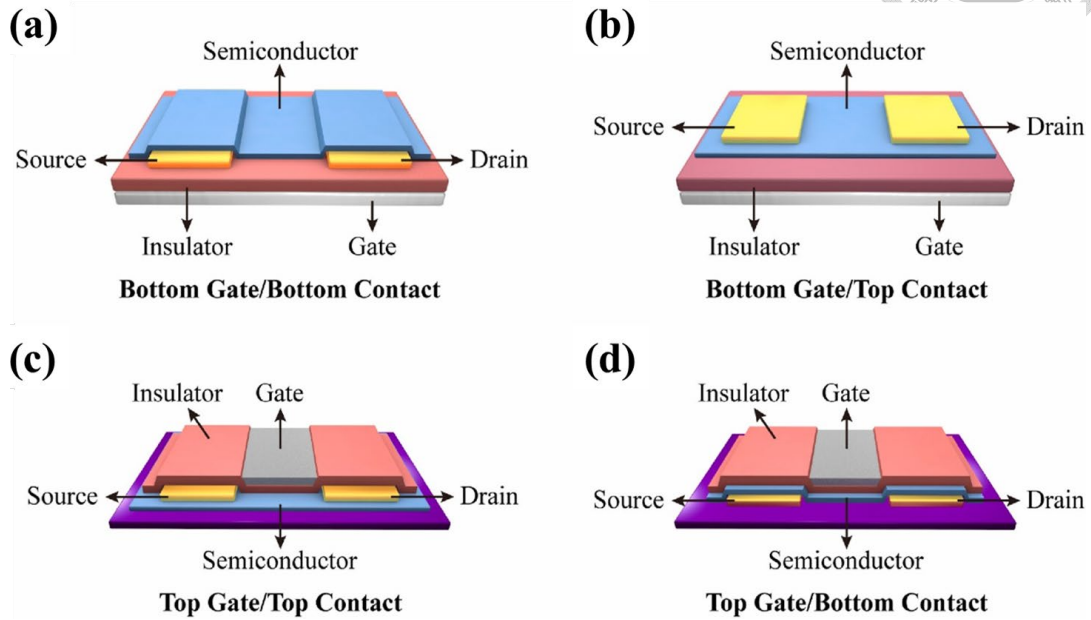 (a)
Semiconductor
Source
Drain
Insulator
Gate
Bottom Gate/Bottom Contact
(b)
Semiconductor
Source
Drain
Insulator
Gate
Bottom Gate/Top Contact
(c)
Insulator
Gate
Source
Drain
Semiconductor
Top Gate/Top Contact
(d)
Insulator
Gate
Source
Drain
Semiconductor
Top Gate/Bottom Contact